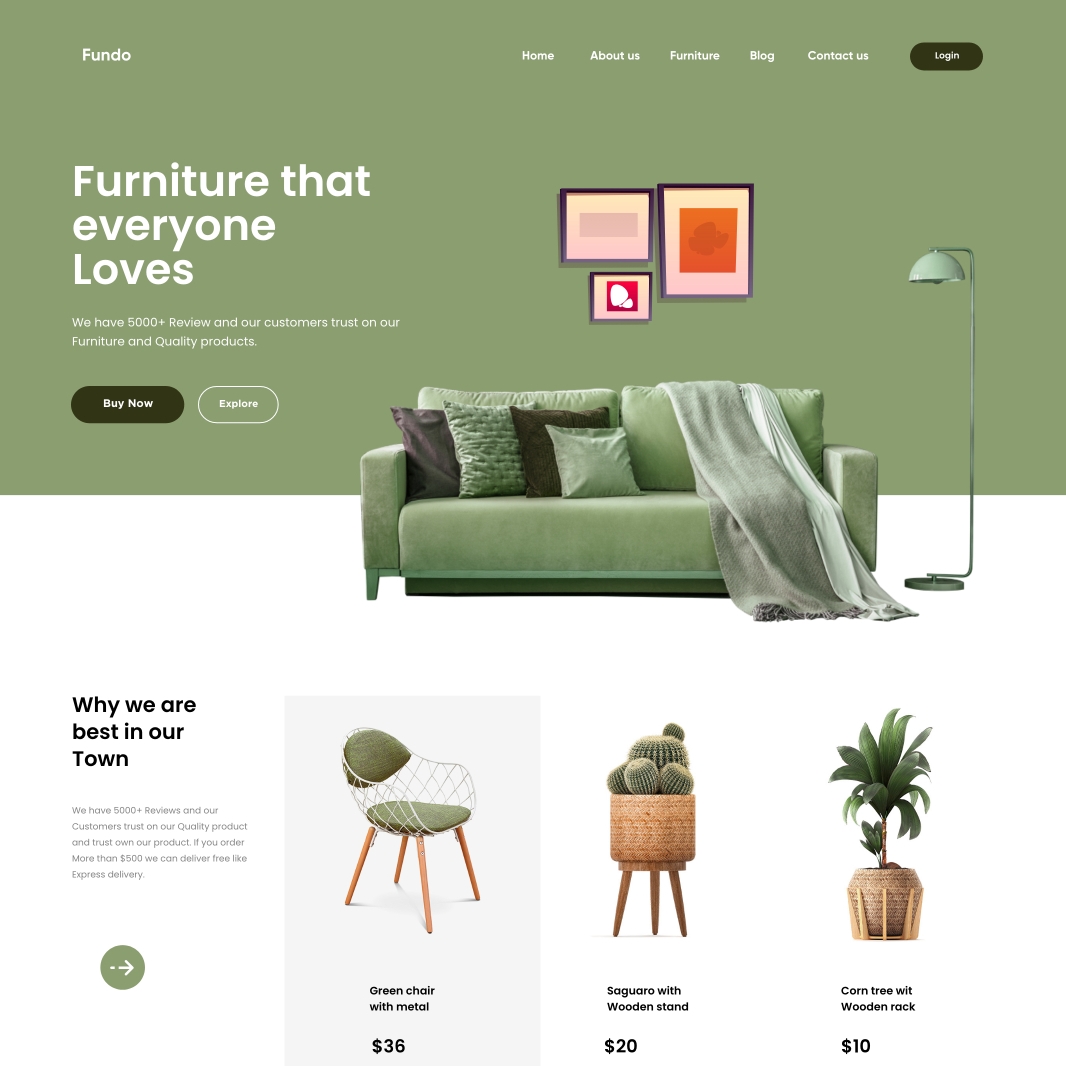 Fundo
Home
About us
Furniture
Blog
Contact us
Login
Furniture that
everyone
Loves
We have 5000+ Review and our customers trust on our
Furniture and Quality products.
Buy Now
Explore
Why we are
best in our
Town
We have 5000+ Reviews and our
Customers trust on our Quality product
and trust own our product. If you order
More than $500 we can deliver free like
Express delivery.
Green chair
with metal
$36
Saguaro with
Wooden stand
$20
Corn tree wit
Wooden rack
$10